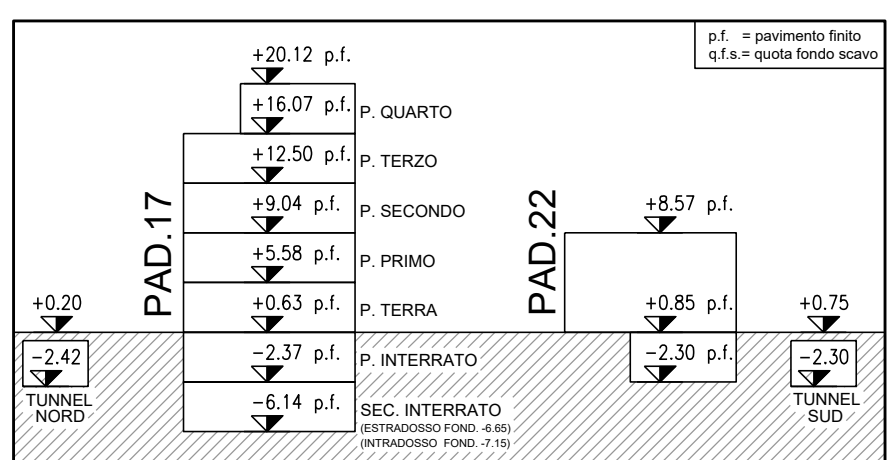 p.f. = pavimento finito
q.f.s.= quota fondo scavo
+20.12 p.f.
+16.07 p.f.
P. QUARTO
+12.50 p.f.
P. TERZO
PAD.17
+9.04 p.f.
P. SECONDO
PAD.22
+8.57 p.f.
+5.58 p.f.
P. PRIMO
+0.20
+0.63 p.f.
P. TERRA
+0.85 p.f.
+0.75
-2.42
-2.37 p.f.
P. INTERRATO
-2.30 p.f.
-2.30
TUNNEL
NORD
TUNNEL
SUD
-6.14 p.f.
SEC. INTERRATO
(ESTRADOSSO FOND. -6.65)
(INTRADOSSO FOND. -7.15)